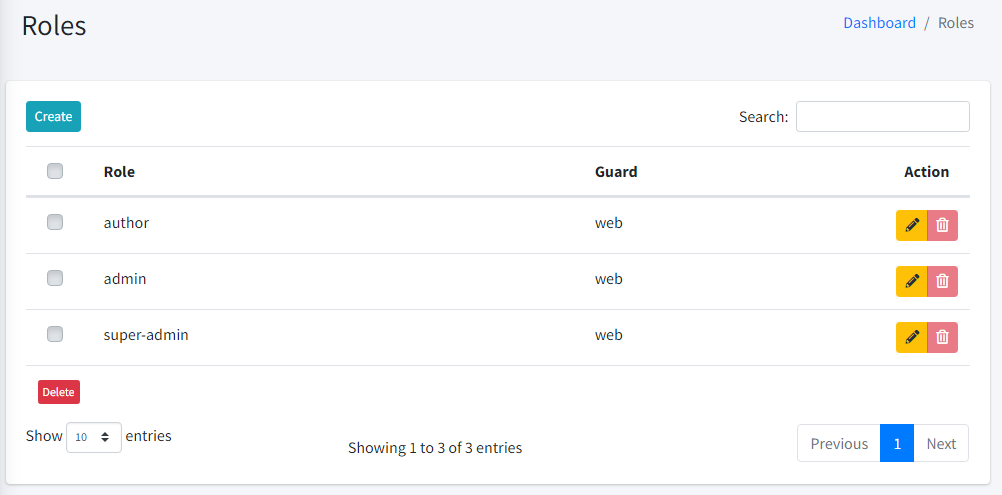 Roles
Dashboard / Roles
Create
Search:
Role Guard Action
author web
admin web
super-admin web
Delete
Show 10 entries
Showing 1 to 3 of 3 entries
Previous 1 Next